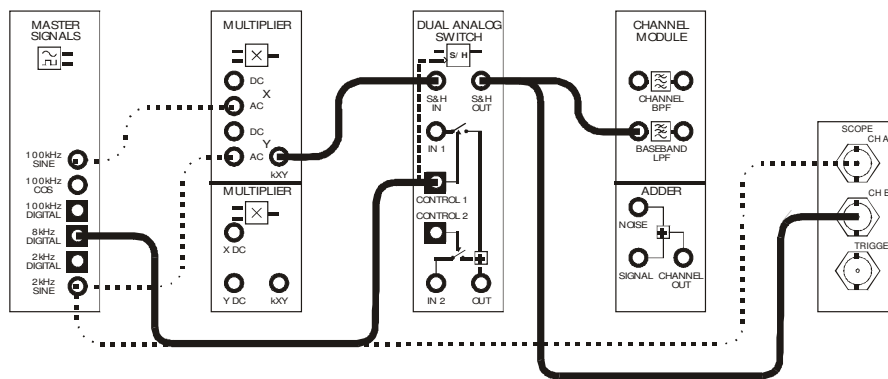 MASTER
SIGNALS
100kHz
SINE
100kHz
COS
100kHz
DIGITAL
8kHz
DIGITAL
2kHz
DIGITAL
2kHz
SINE
MULTIPLIER
X
DC
X
AC
DC
Y
AC
kXY
MULTIPLIER
X
X DC
Y DC
kXY
DUAL ANALOG
SWITCH
S/H
S&H
IN
S&H
OUT
IN 1
CONTROL 1
CONTROL 2
IN 2
OUT
CHANNEL
MODULE
CHANNEL
BPF
BASEBAND
LPF
ADDER
NOISE
SIGNAL
CHANNEL
OUT
SCOPE
CH A
CH B
TRIGGE